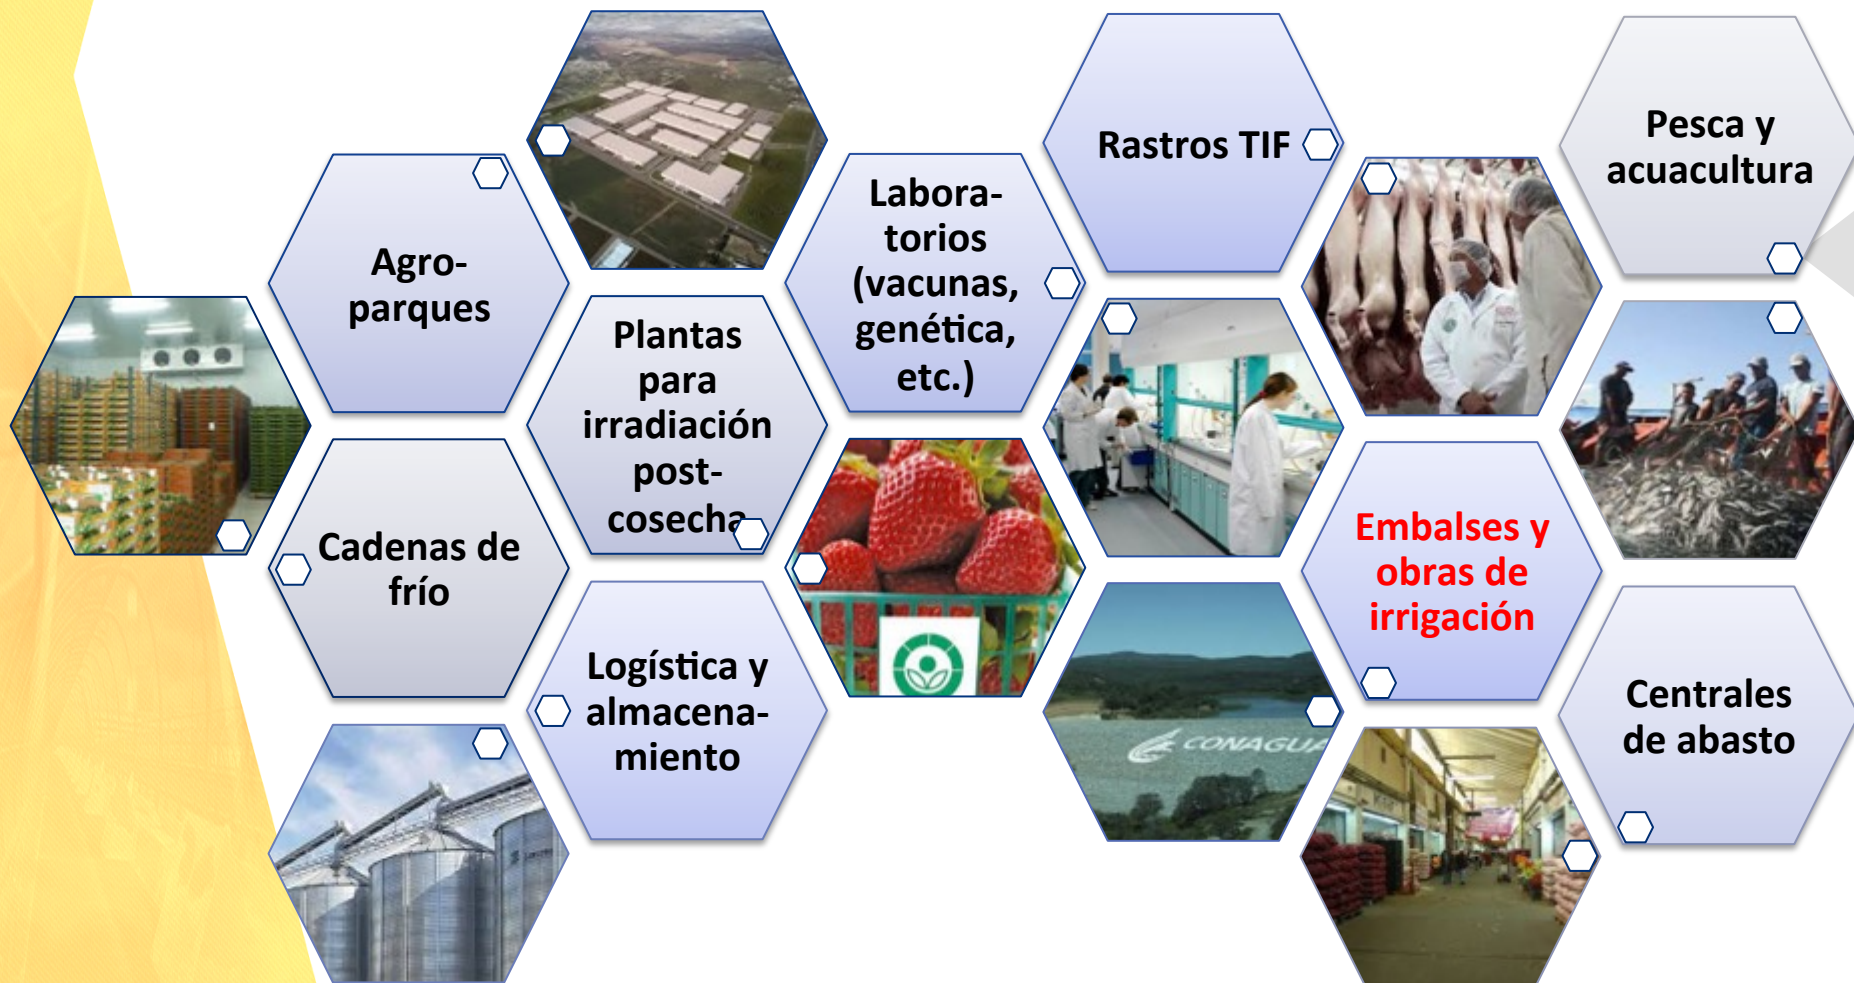 Agro-
parques
Cadenas de
frío
Plantas
para
irradiación
post-
cosecha
Logística y
almacena-
miento
Labora-
torios
(vacunas,
genética,
etc.)
Rastros TIF
CONAGUA
Embalses y
obras de
irrigación
Pesca y
acuacultura
Centrales
de abasto